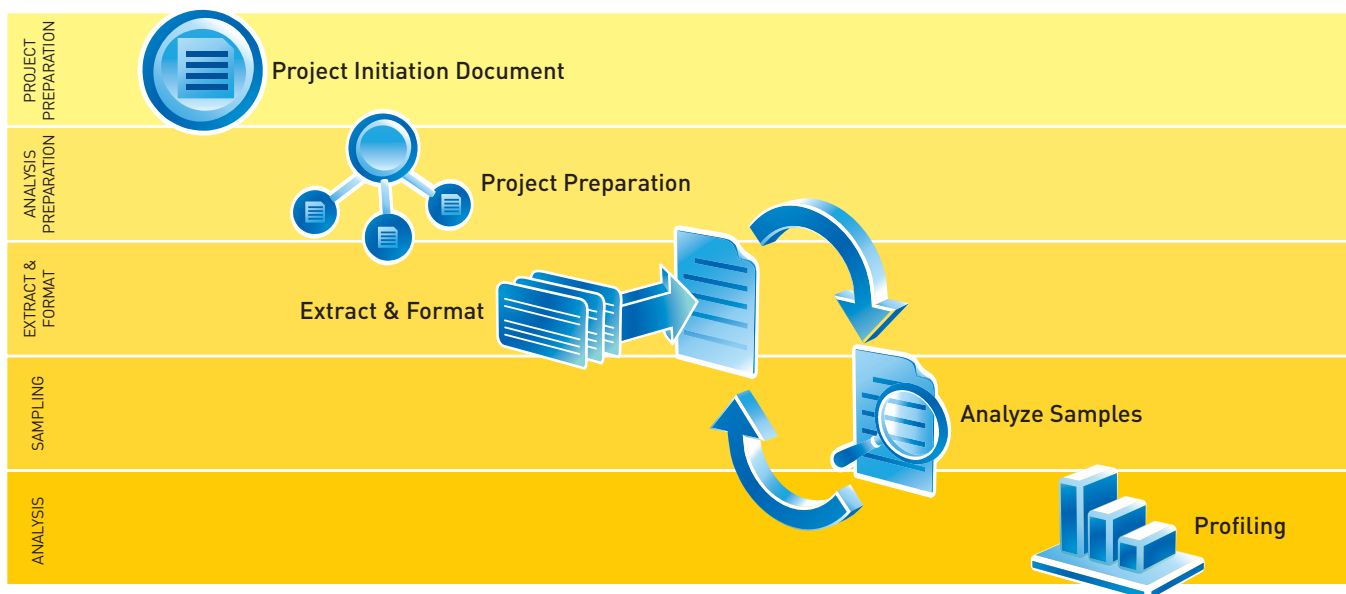 PROJECT
PREPARATION
Project Initiation Document
ANALYSIS
PREPARATION
Project Preparation
EXTRACT &
FORMAT
Extract & Format
SAMPLING
Analyze Samples
ANALYSIS
Profiling